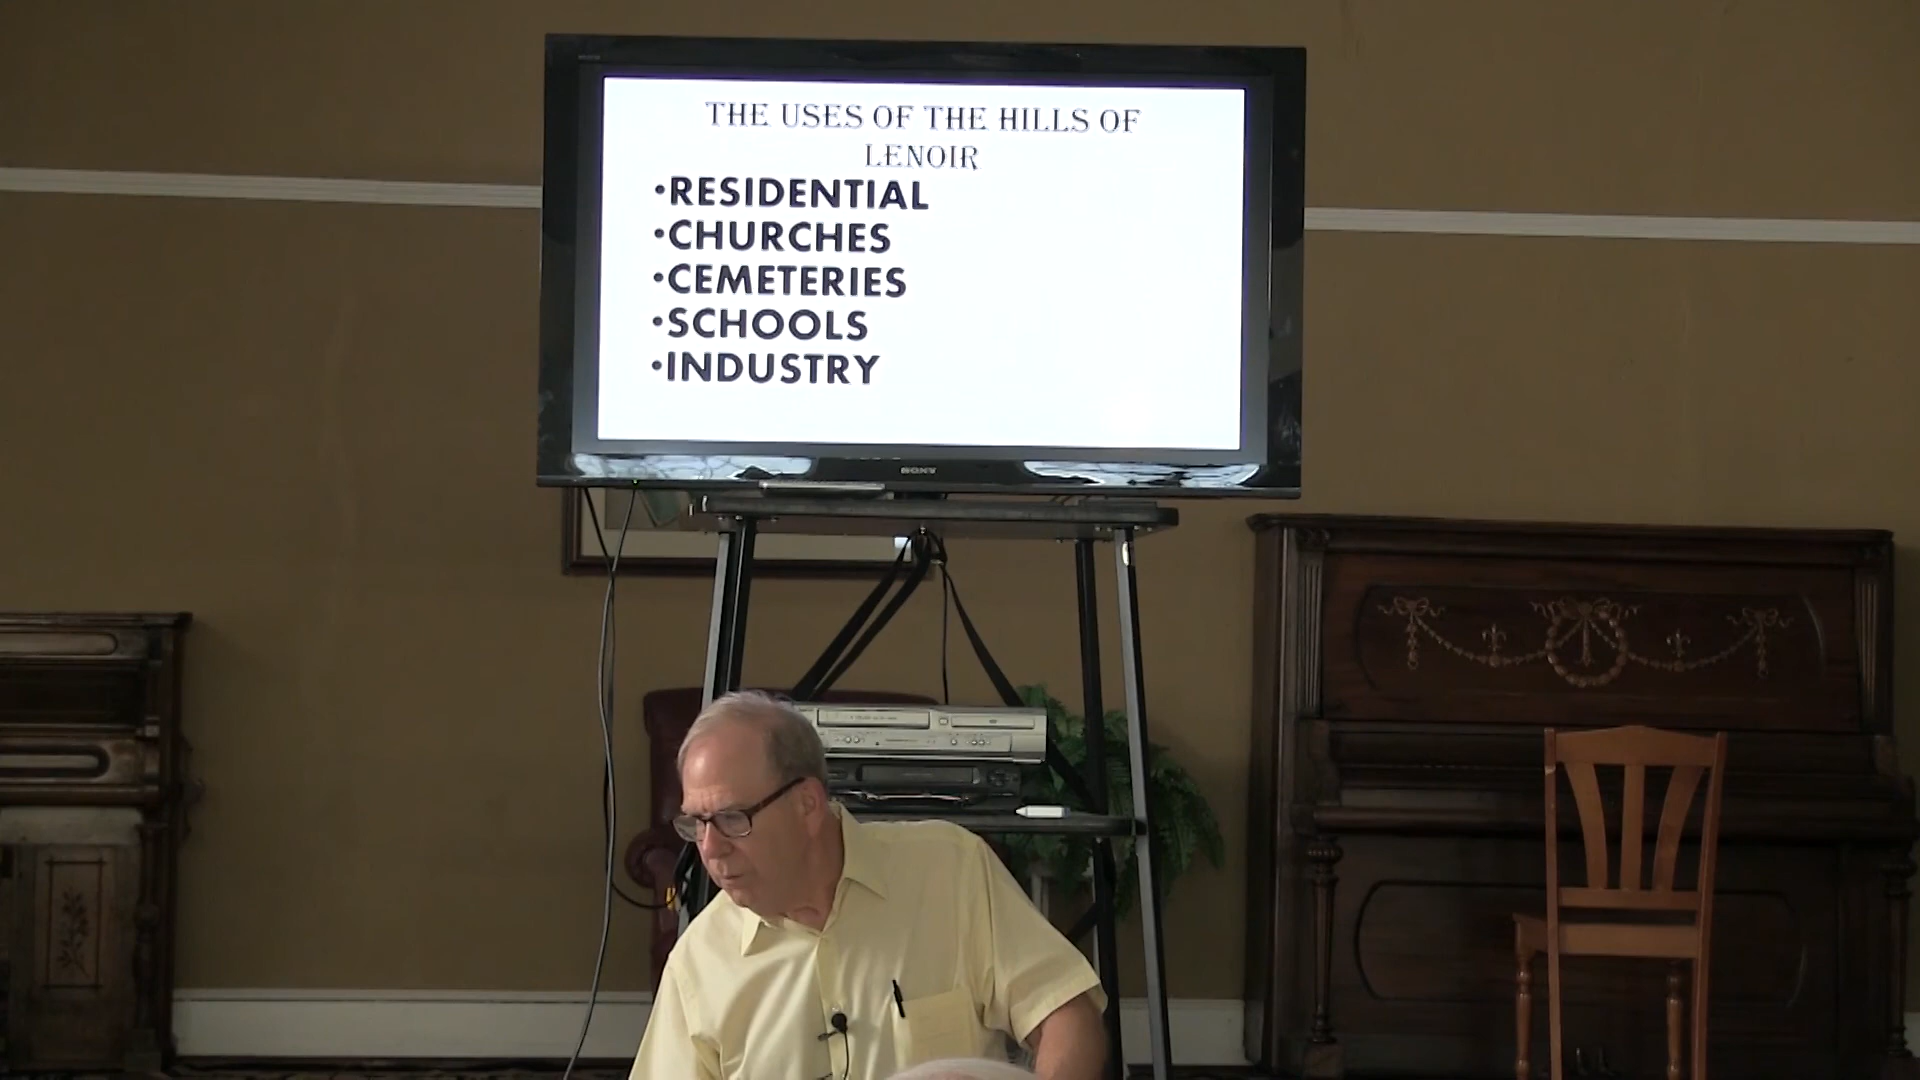 THE USES OF THE HILLS OF
LENOIR
•RESIDENTIAL
•CHURCHES
•CEMETERIES
•SCHOOLS
•INDUSTRY
SONY